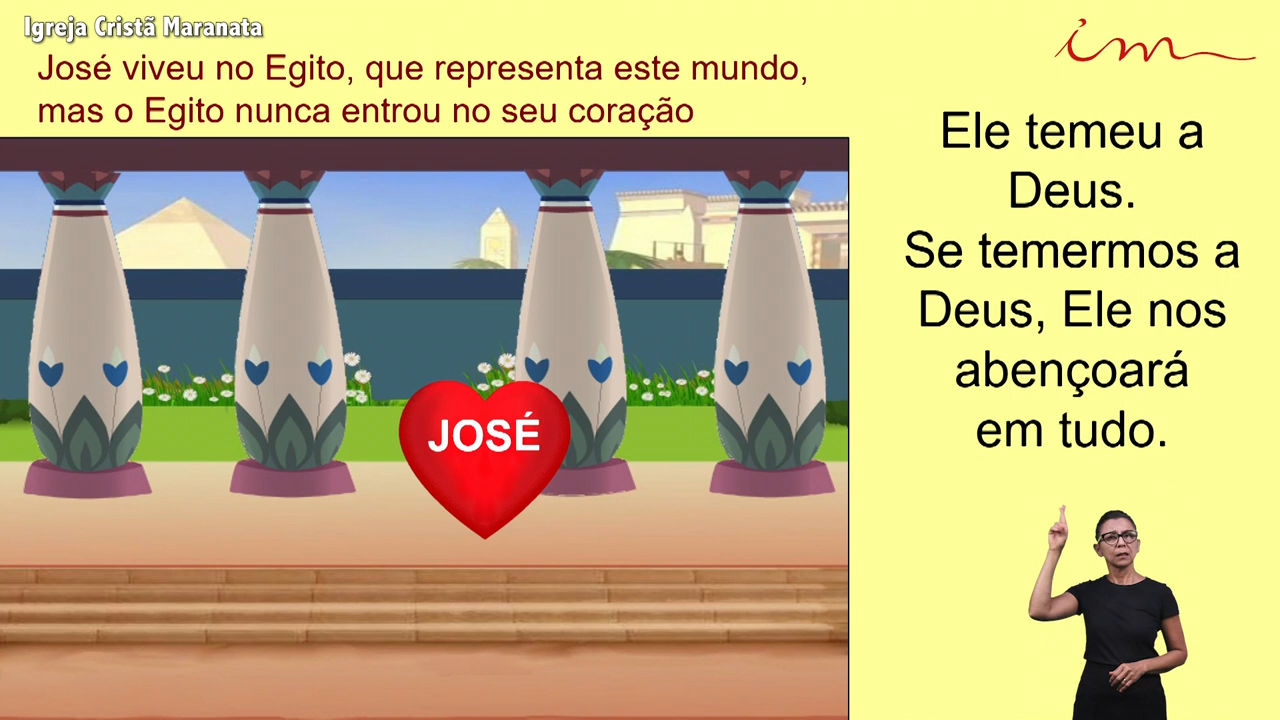 Igreja Cristã Maranata
José viveu no Egito, que representa este mundo,
mas o Egito nunca entrou no seu coração
im
Ele temeu a
Deus.
Se temermos a
Deus, Ele nos
abençoará
em tudo.
JOSÉ